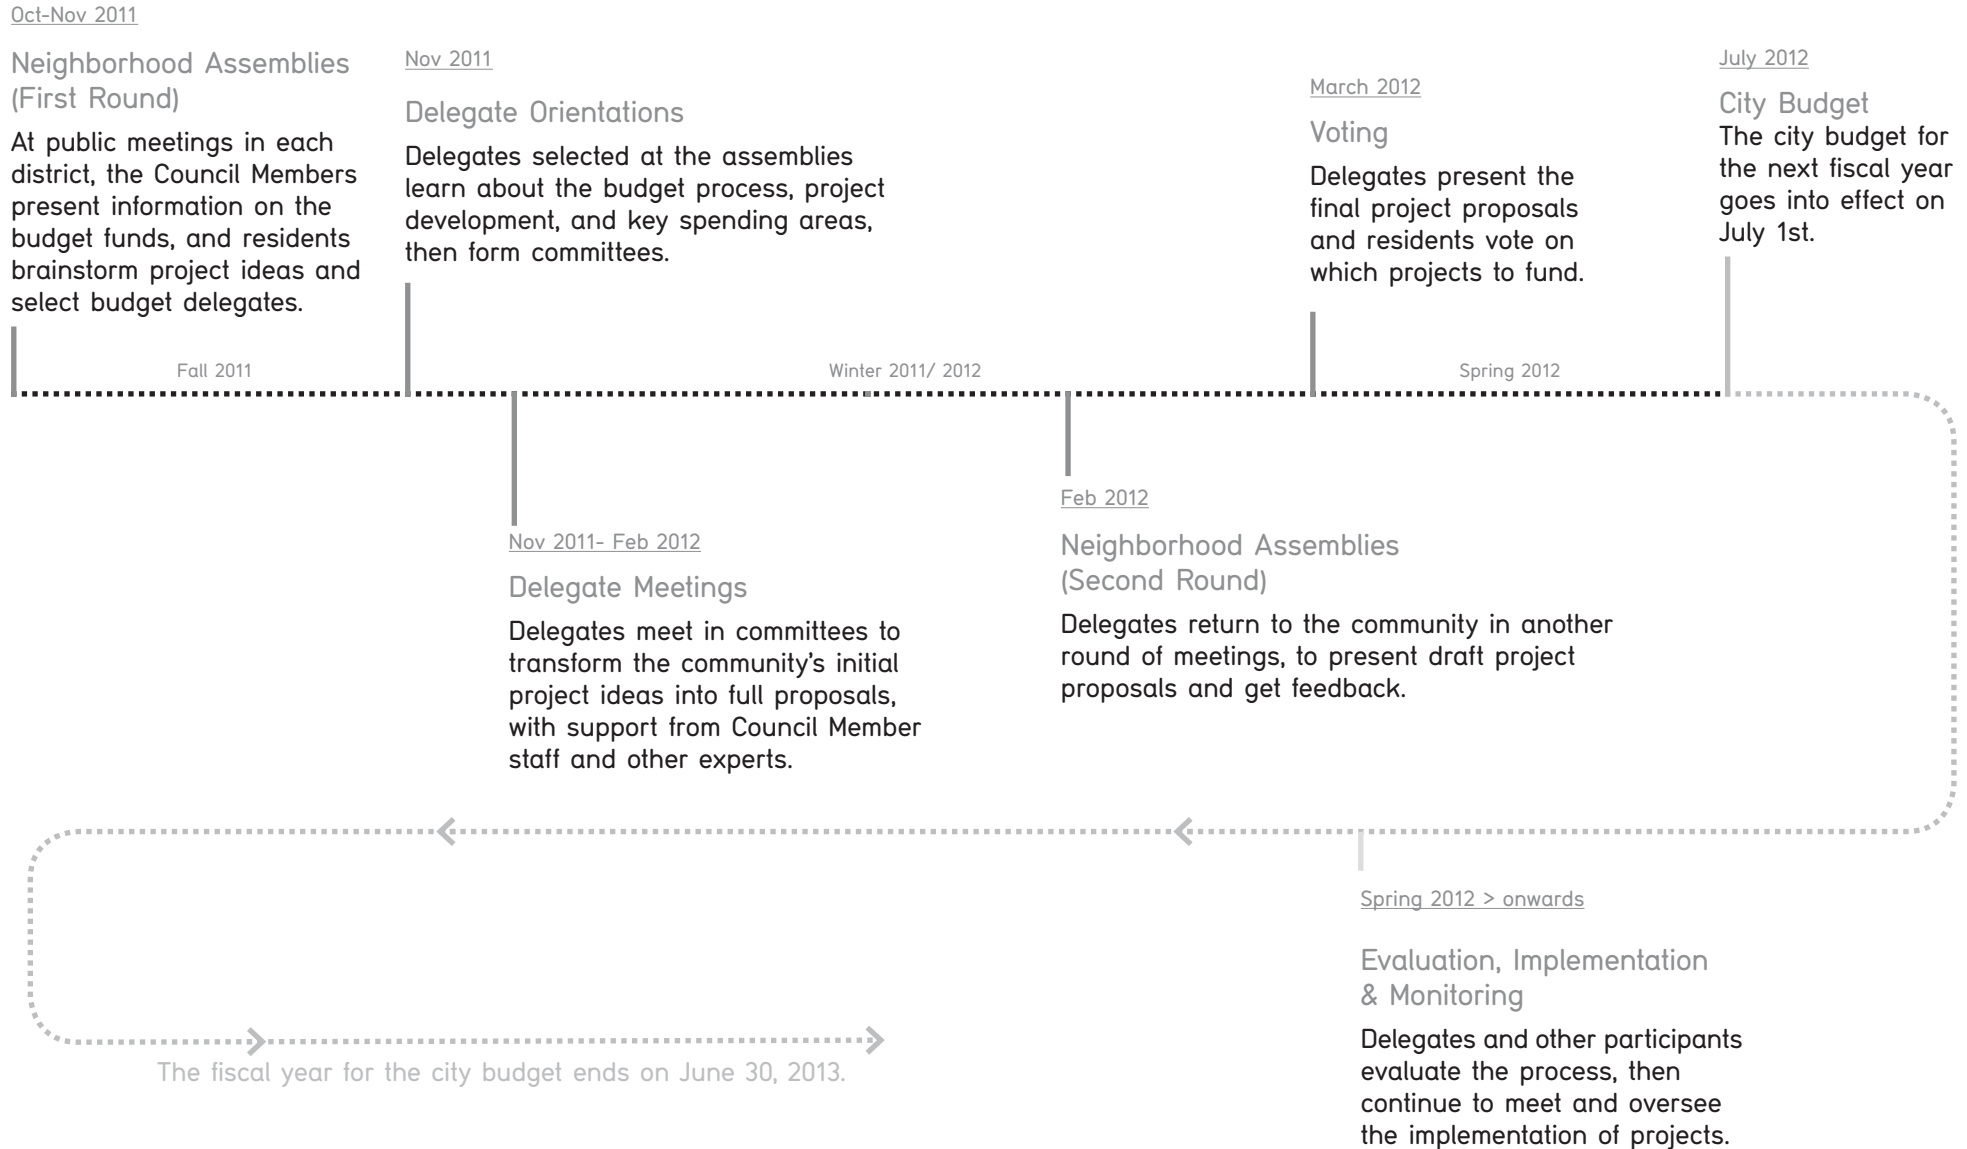 Oct-Nov 2011
Neighborhood Assemblies
(First Round)
At public meetings in each
district, the Council Members
present information on the
budget funds, and residents
brainstorm project ideas and
select budget delegates.
Nov 2011
Delegate Orientations
Delegates selected at the assemblies
learn about the budget process, project
development, and key spending areas,
then form committees.
March 2012
Voting
Delegates present the
final project proposals
and residents vote on
which projects to fund.
July 2012
City Budget
The city budget for
the next fiscal year
goes into effect on
July 1st.
Fall 2011
Winter 2011/ 2012
Spring 2012
Nov 2011- Feb 2012
Delegate Meetings
Delegates meet in committees to
transform the community's initial
project ideas into full proposals,
with support from Council Member
staff and other experts.
Feb 2012
Neighborhood Assemblies
(Second Round)
Delegates return to the community in another
round of meetings, to present draft project
proposals and get feedback.
Spring 2012 > onwards
Evaluation, Implementation
& Monitoring
Delegates and other participants
evaluate the process, then
continue to meet and oversee
the implementation of projects.
The fiscal year for the city budget ends on June 30, 2013.